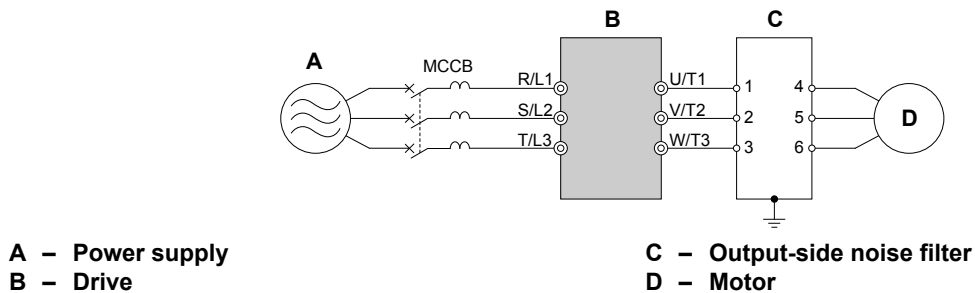 B
C
A
MCCB
R/L1
U/T1
1
4
S/L2
V/T2
2
5
D
T/L3
W/T3
3
6
A – Power supply
B – Drive
C – Output-side noise filter
D – Motor